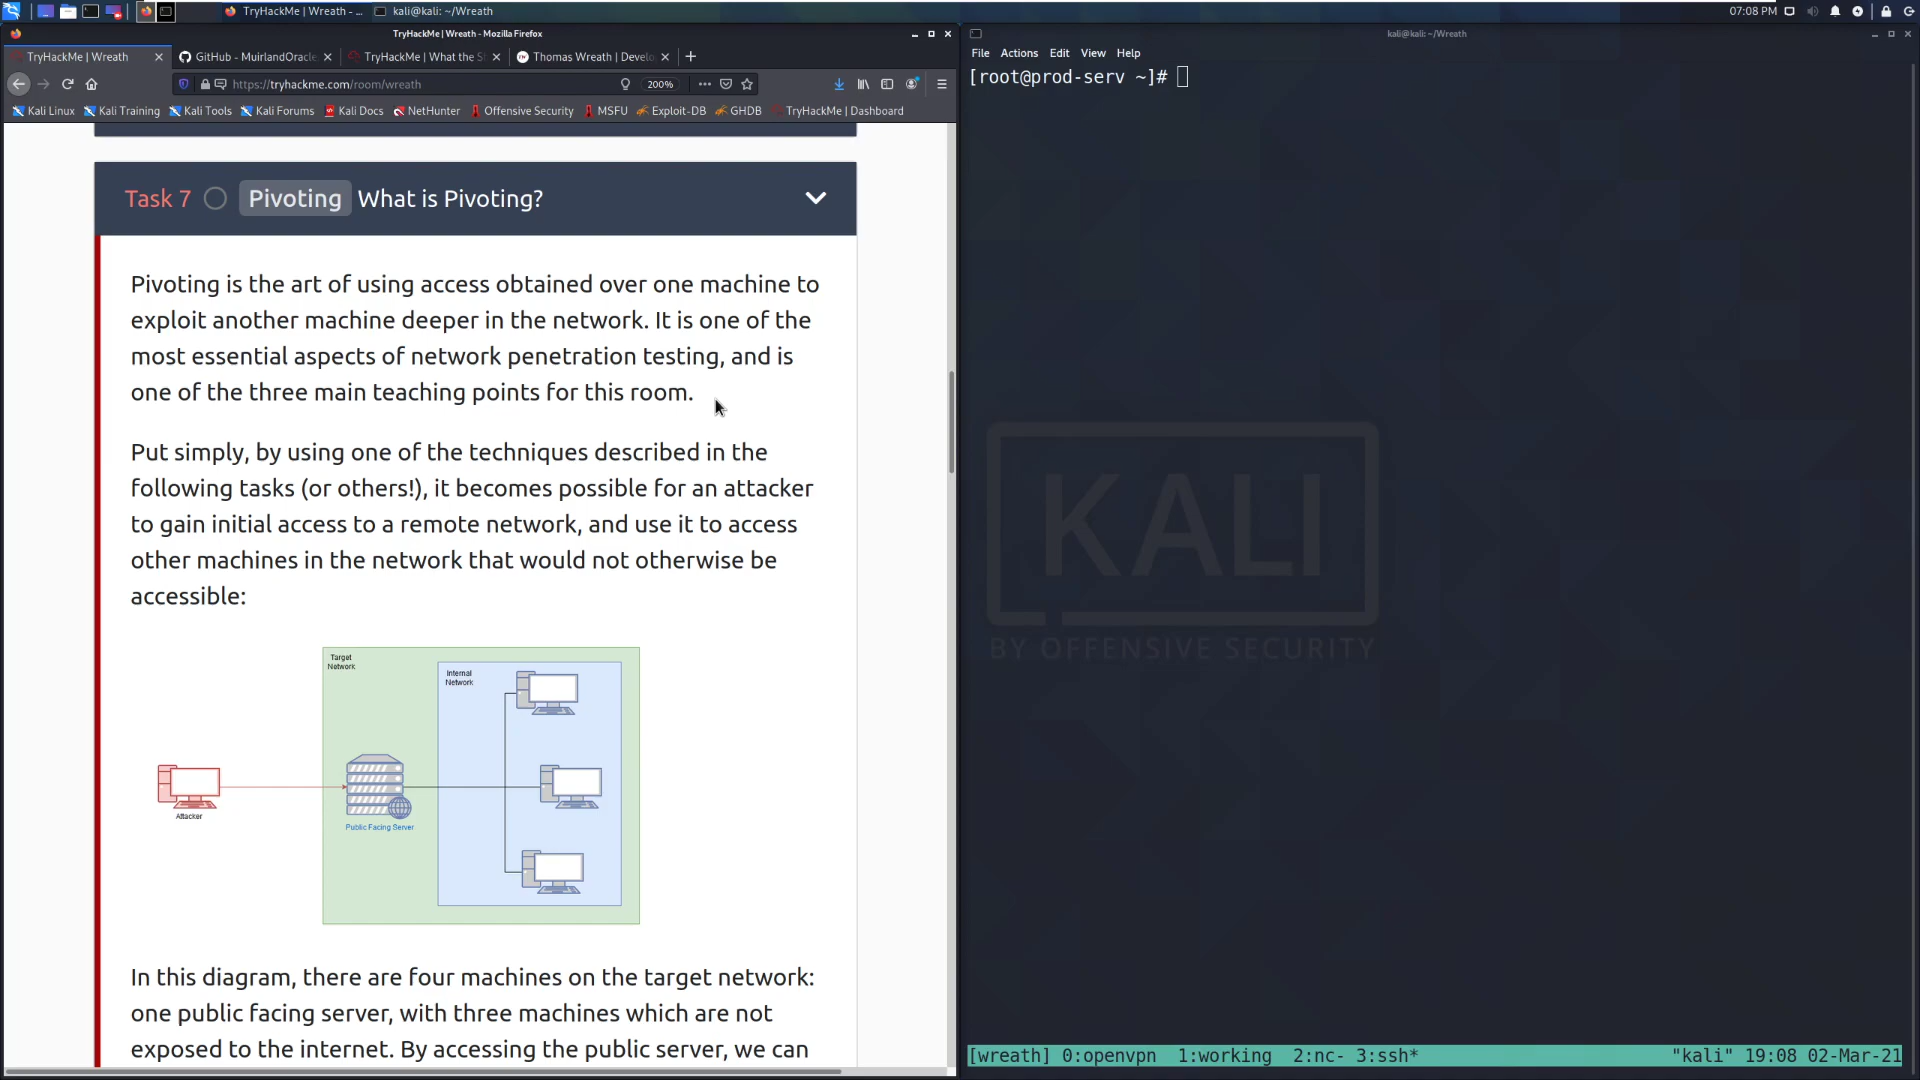 TryHackMe | Wreath - ...
kali@kali: ~/Wreath
07:08 PM
TryHackMe | Wreath - Mozilla Firefox
TryHackMe | Wreath
GitHub - MuirlandOracle
TryHackMe | What the S
Thomas Wreath | Develo
https://tryhackme.com/room/wreath
200%
Kali Linux
Kali Training
Kali Tools
Kali Forums
Kali Docs
NetHunter
Offensive Security
MSFU
Exploit-DB
GHDB
TryHackMe | Dashboard
Task 7
Pivoting
What is Pivoting?
Pivoting is the art of using access obtained over one machine to
exploit another machine deeper in the network. It is one of the
most essential aspects of network penetration testing, and is
one of the three main teaching points for this room.
Put simply, by using one of the techniques described in the
following tasks (or others!), it becomes possible for an attacker
to gain initial access to a remote network, and use it to access
other machines in the network that would not otherwise be
accessible:
Target
Network
Internal
Network
Attacker
Public Facing Server
In this diagram, there are four machines on the target network:
one public facing server, with three machines which are not
exposed to the internet. By accessing the public server, we can
kali@kali: ~/Wreath
File Actions Edit View Help
[root@prod-serv ~]#
KALI
BY OFFENSIVE SECURITY
[wreath] 0:openvpn 1:working 2:nc- 3:ssh* "kali" 19:08 02-Mar-21